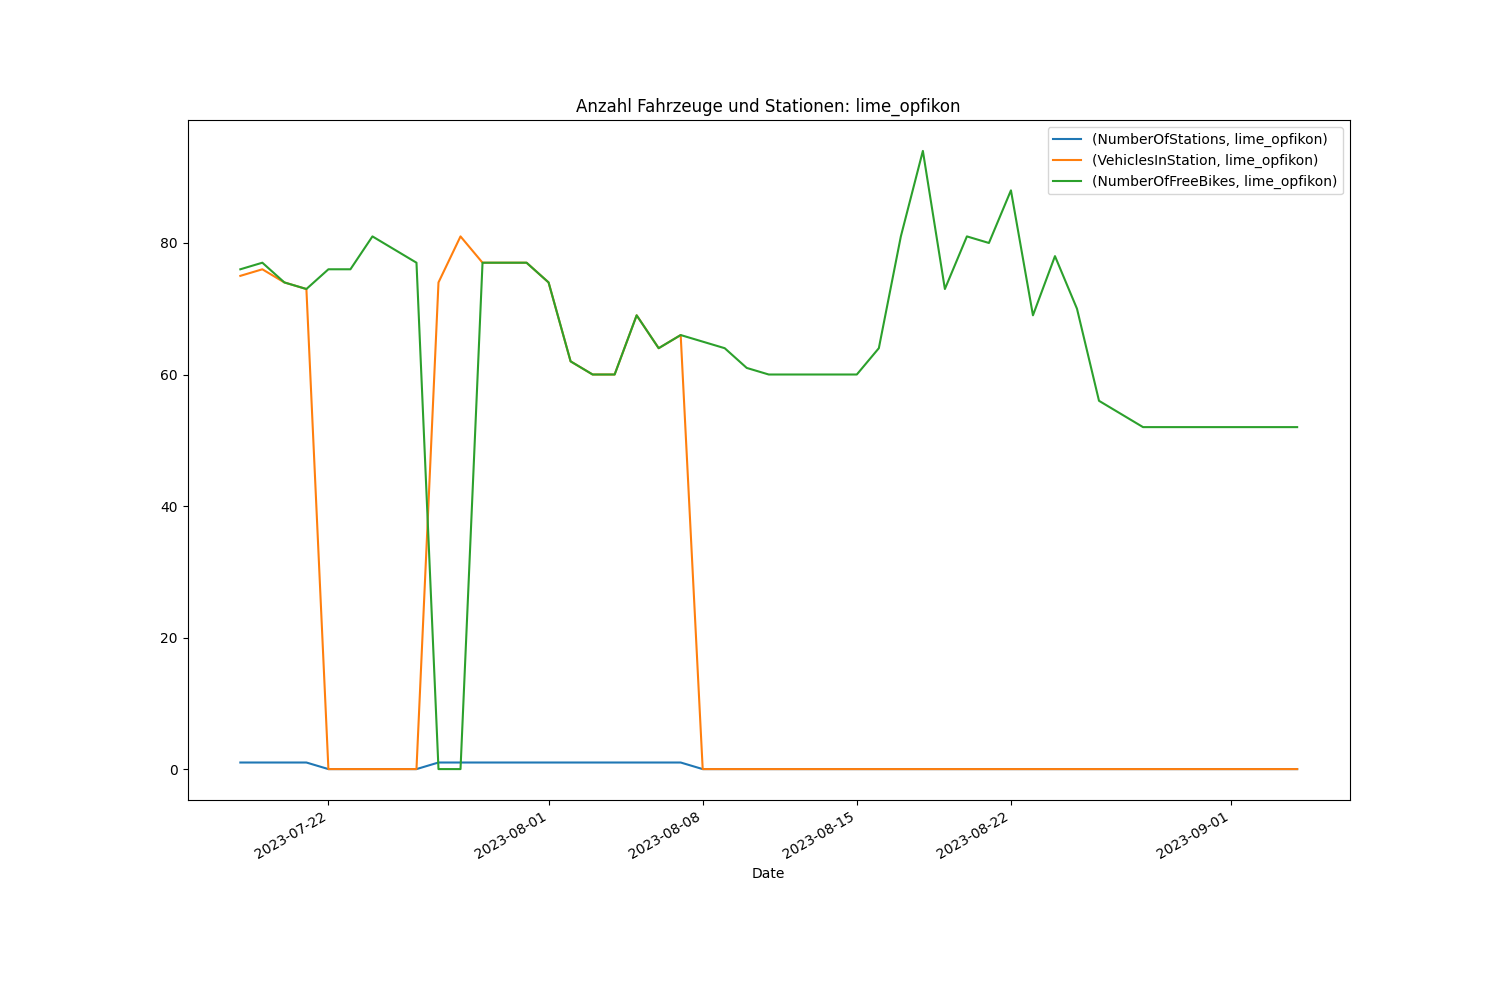 Anzahl Fahrzeuge und Stationen: lime_opfikon
(NumberOfStations, lime_opfikon)
(VehiclesInStation, lime_opfikon)
(NumberOfFreeBikes, lime_opfikon)
80
60
40
20
0
2023-07-22
2023-08-01
2023-08-08
2023-08-15
2023-08-22
2023-09-01
Date